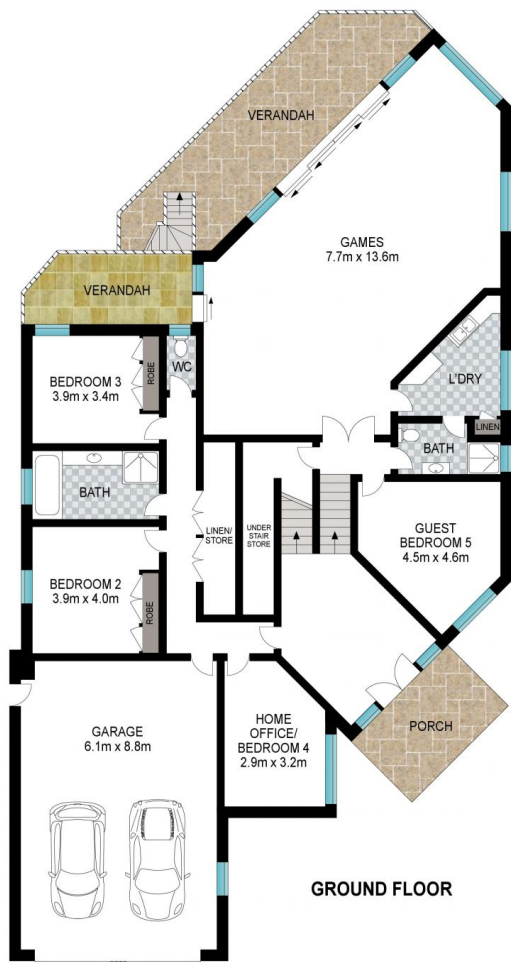 VERANDAH
GAMES
7.7m x 13.6m
VERANDAH
BEDROOM 3
3.9m x 3.4m
ROBE
WC
L'DRY
LINEN
BATH
BATH
LINEN/
STORE
UNDER
STAIR
STORE
GUEST
BEDROOM 5
4.5m x 4.6m
BEDROOM 2
3.9m x 4.0m
ROBE
GARAGE
6.1m x 8.8m
HOME
OFFICE/
BEDROOM 4
2.9m x 3.2m
PORCH
GROUND FLOOR